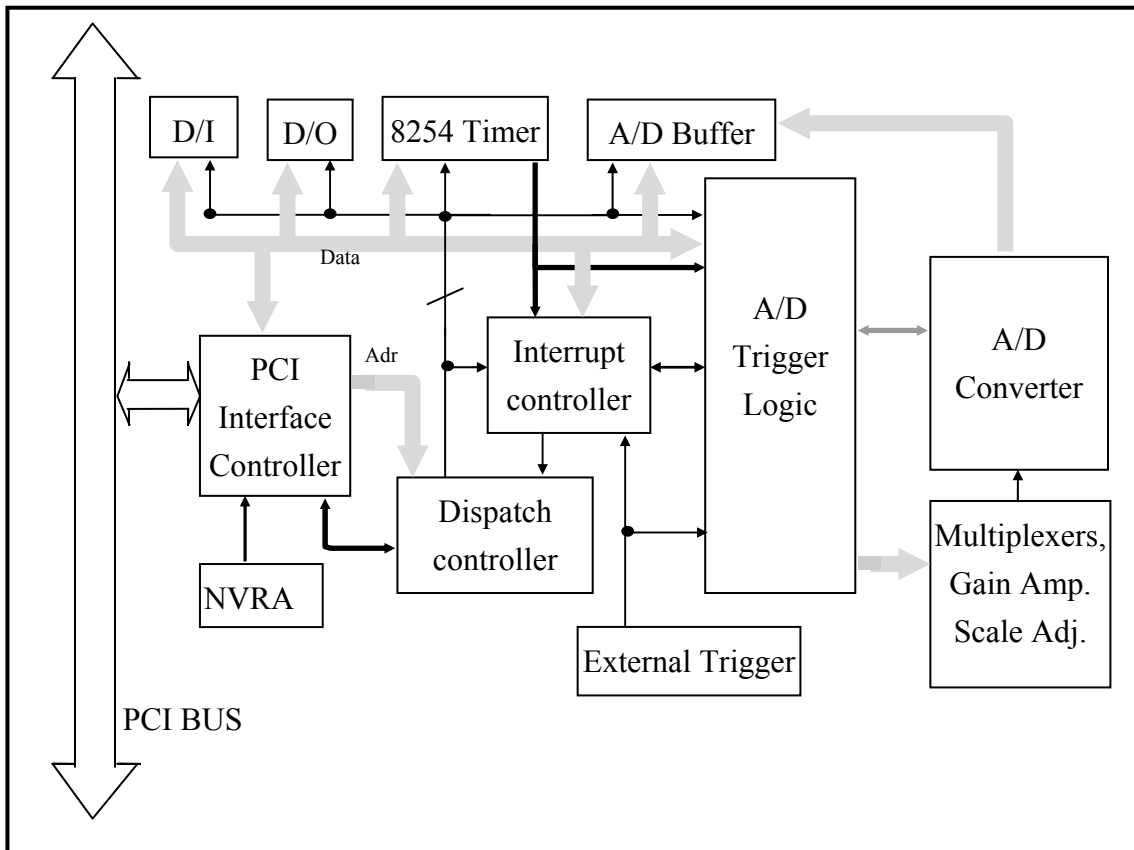 D/I
D/O
8254 Timer
A/D Buffer
Data
A/D
Trigger
Logic
A/D
Converter
PCI
Interface
Controller
Adr
Interrupt
controller
Dispatch
controller
Multiplexers,
Gain Amp.
Scale Adj.
NVRA
External Trigger
PCI BUS